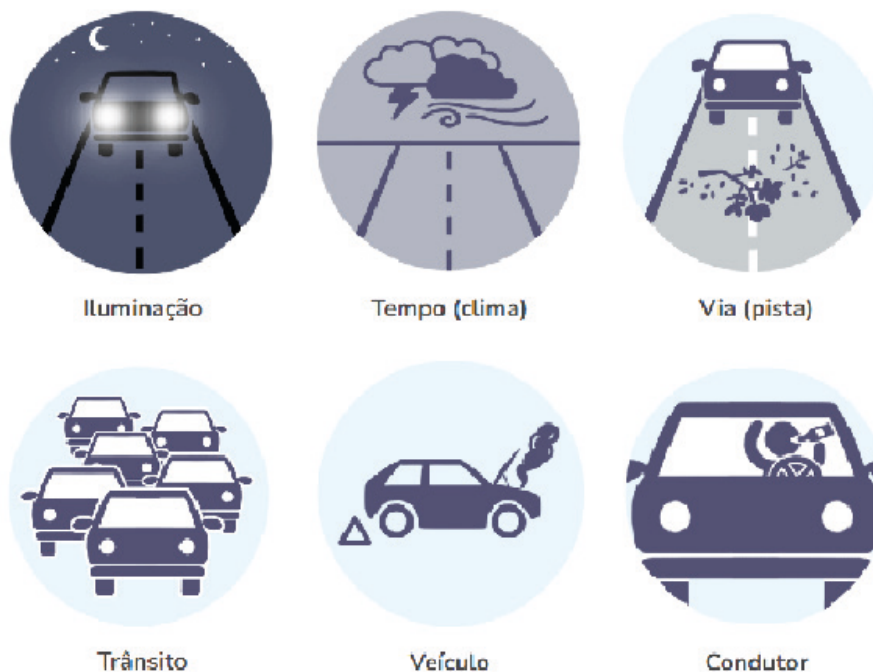 Iluminação
Tempo (clima)
Via (pista)
Trânsito
Veículo
Condutor